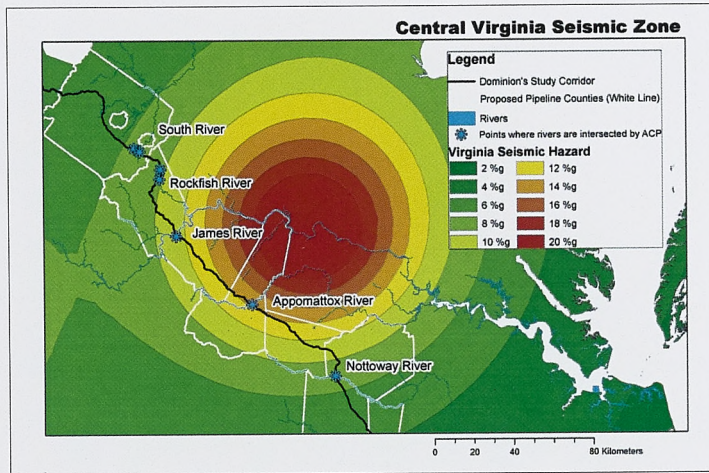 Central Virginia Seismic Zone
Legend
Dominion's Study Corridor
Proposed Pipeline Counties (White Line)
Rivers
Points where rivers are intersected by ACP
Virginia Seismic Hazard
2 %g
12 %g
4 %g
14 %g
6 %g
16 %g
8 %g
18 %g
10 %g
20 %g
South River
Rockfish River
James River
Appomattox River
Nottoway River
0 20 40 80 Kilometers